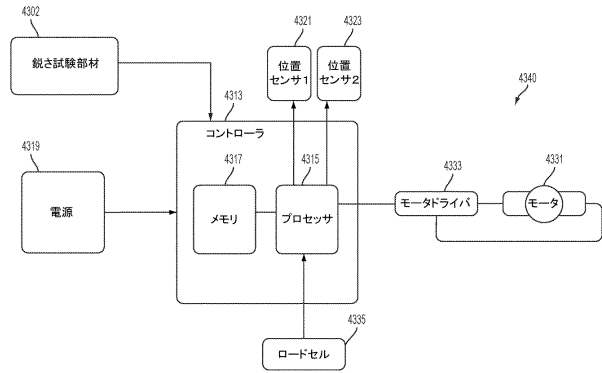 4302
鋭さ試験部材
4321
位置
センサ1
4323
位置
センサ2
4340
4313
コントローラ
4319
電源
4317
メモリ
4315
プロセッサ
4333
モータドライバ
4331
モータ
4335
ロードセル